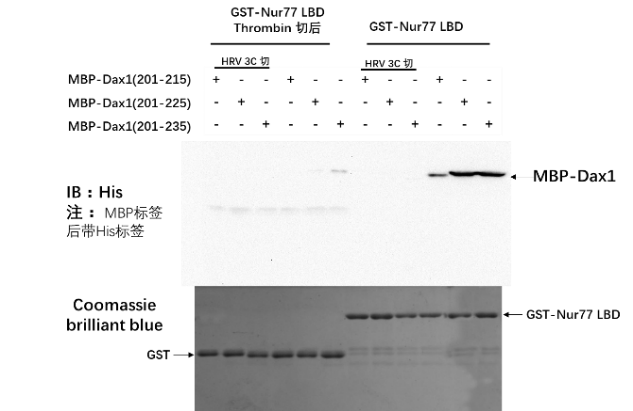 GST-Nur77 LBD
Thrombin 切后
GST-Nur77 LBD
HRV 3C 切
HRV 3C 切
MBP-Dax1(201-215) + - - + - - + - - + - -
MBP-Dax1(201-225) - + - - + - - + - - + -
MBP-Dax1(201-235) - - + - - + - - + - - +
IB：His
注： MBP标签
后带His标签
MBP-Dax1
Coomassie
brilliant blue
GST-Nur77 LBD
GST